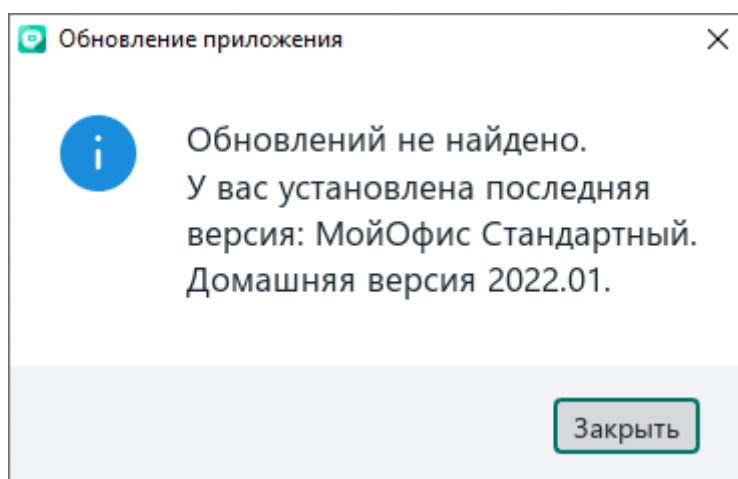 Обновление приложения
Обновлений не найдено.
У вас установлена последняя
версия: МойОфис Стандартный.
Домашняя версия 2022.01.
Закрыть